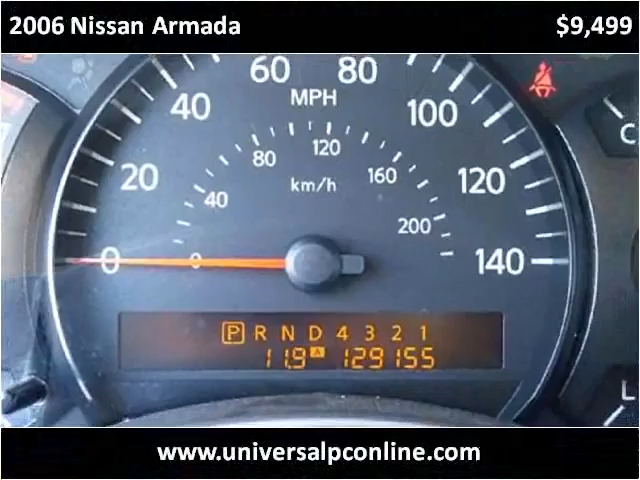 2006 Nissan Armada $9,499
60 80
MPH
40 100
80 120 160
20 km/h 120
40 200
0 0 140
C
P R N D 4 3 2 1
11.9 A 129155
L
www.universalpconline.com